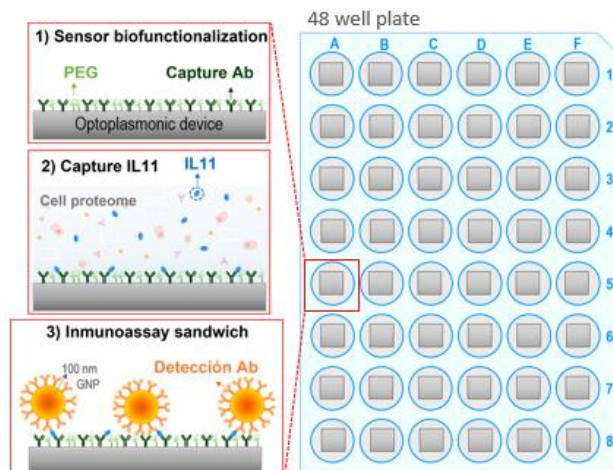 48 well plate
1) Sensor biofunctionalization
PEG
Capture Ab
Optoplasmonic device
2) Capture IL11
IL11
Cell proteome
3) Inmunoassay sandwich
100 nm
GNP
Detección Ab
A B C D E F
1
2
3
4
5
6
7
8